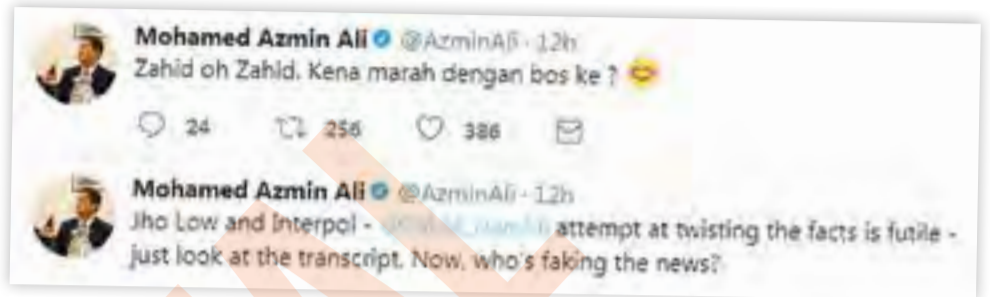 Mohamed Azmin Ali @AzminAli · 12h
Zahid oh Zahid. Kena marah dengan bos ke ?
24 256 386
Mohamed Azmin Ali @AzminAli · 12h
Jho Low and Interpol - attempt at twisting the facts is futile -
just look at the transcript. Now, who's faking the news?